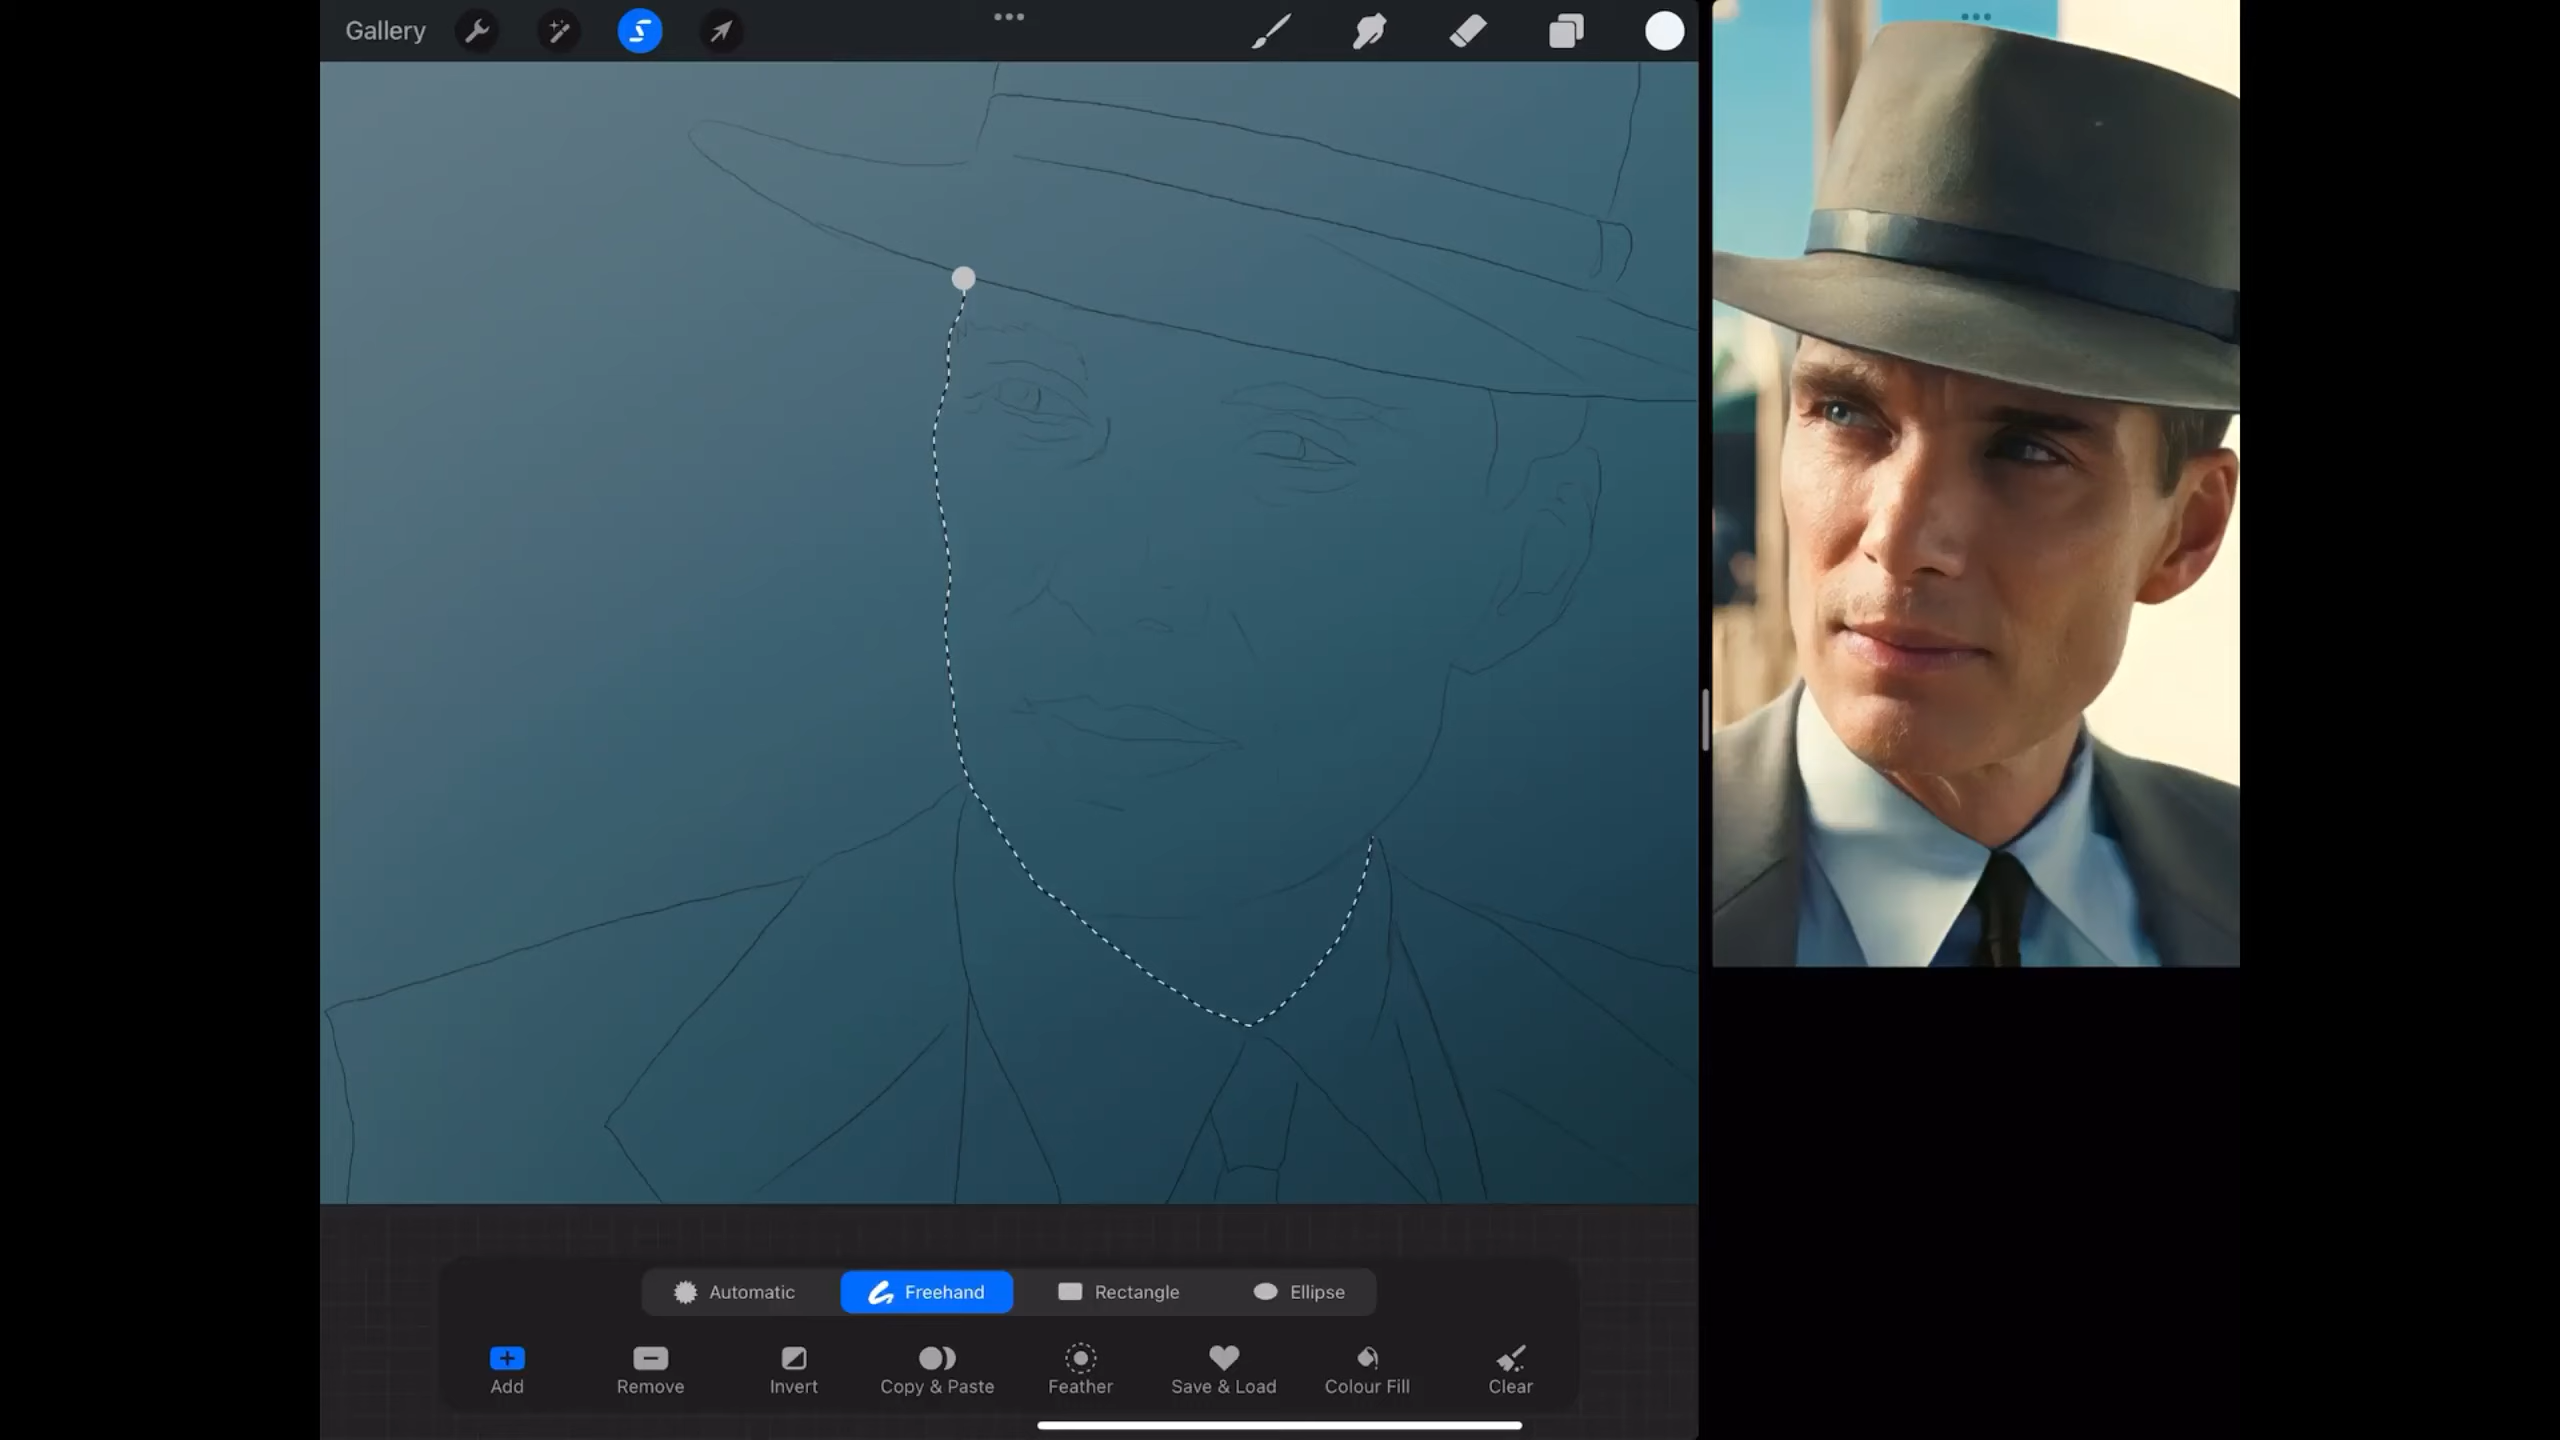 Gallery
Automatic Freehand Rectangle Ellipse
Add Remove Invert Copy & Paste Feather Save & Load Colour Fill Clear